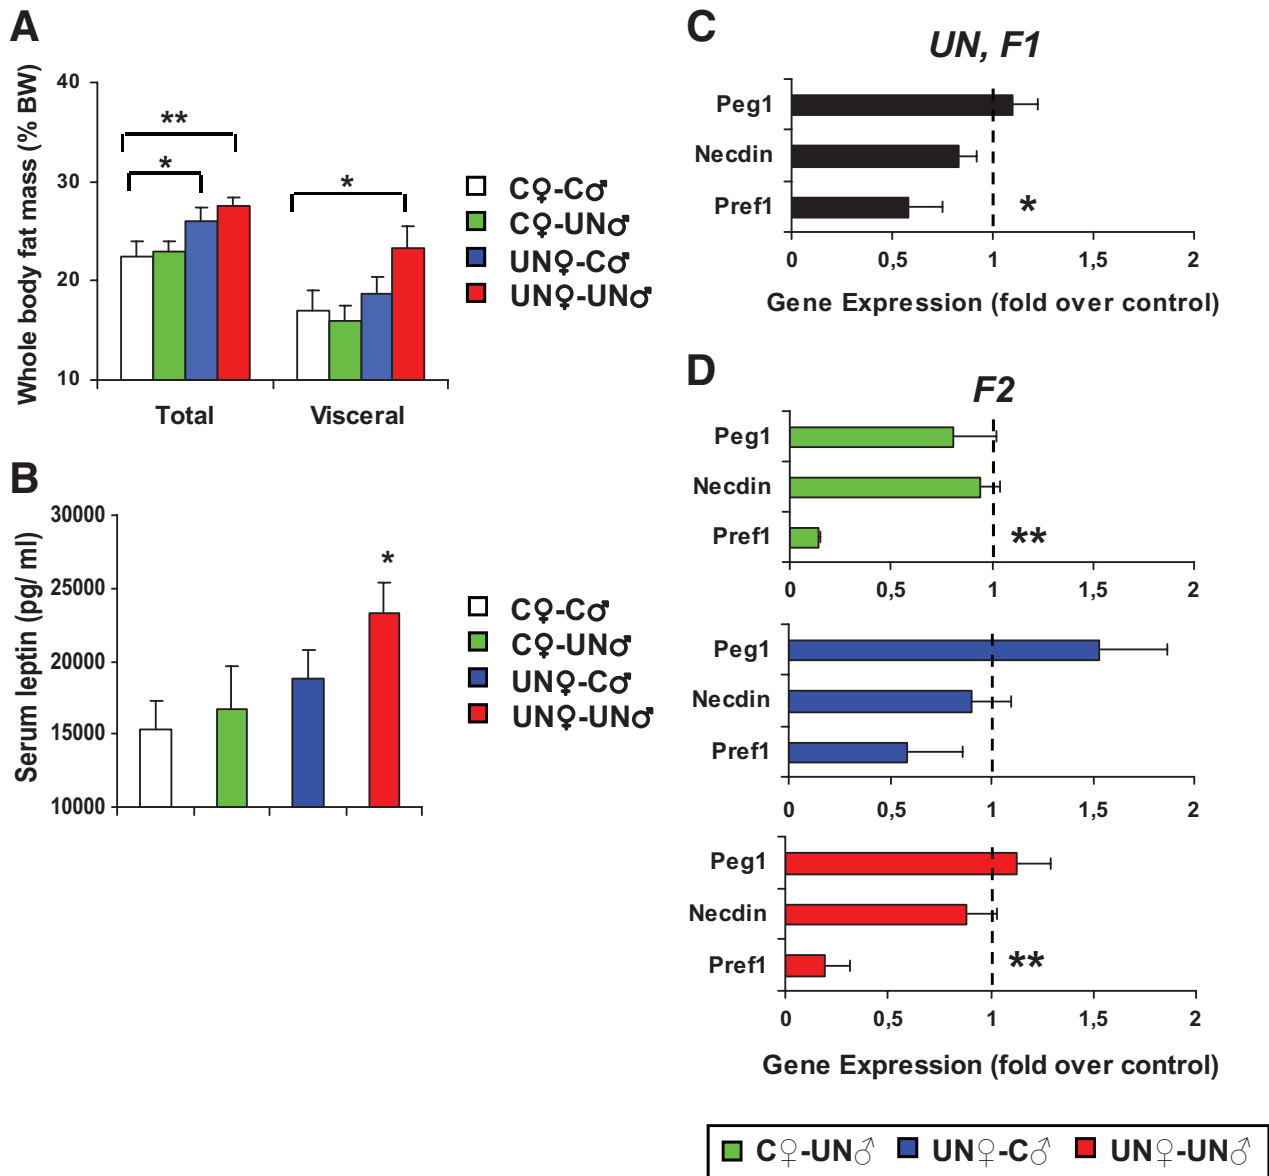 A
Whole body fat mass (% BW)
40
30
20
10
**
*
*
Total
Visceral
C♀-C♂
C♀-UN♂
UN♀-C♂
UN♀-UN♂
B
Serum leptin (pg/ ml)
30000
25000
20000
15000
10000
*
C♀-C♂
C♀-UN♂
UN♀-C♂
UN♀-UN♂
C
UN, F1
Peg1
Necdin
Pref1
*
0 0,5 1 1,5 2
Gene Expression (fold over control)
D
F2
Peg1
Necdin
Pref1
**
0 0,5 1 1,5 2
Peg1
Necdin
Pref1
0 0,5 1 1,5 2
Peg1
Necdin
Pref1
**
0 0,5 1 1,5 2
Gene Expression (fold over control)
C♀-UN♂ UN♀-C♂ UN♀-UN♂